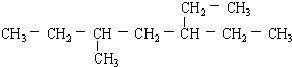 CH₂ — CH₃
CH₃ — CH₂ — CH — CH₂ — CH — CH₂ — CH₃
CH₃